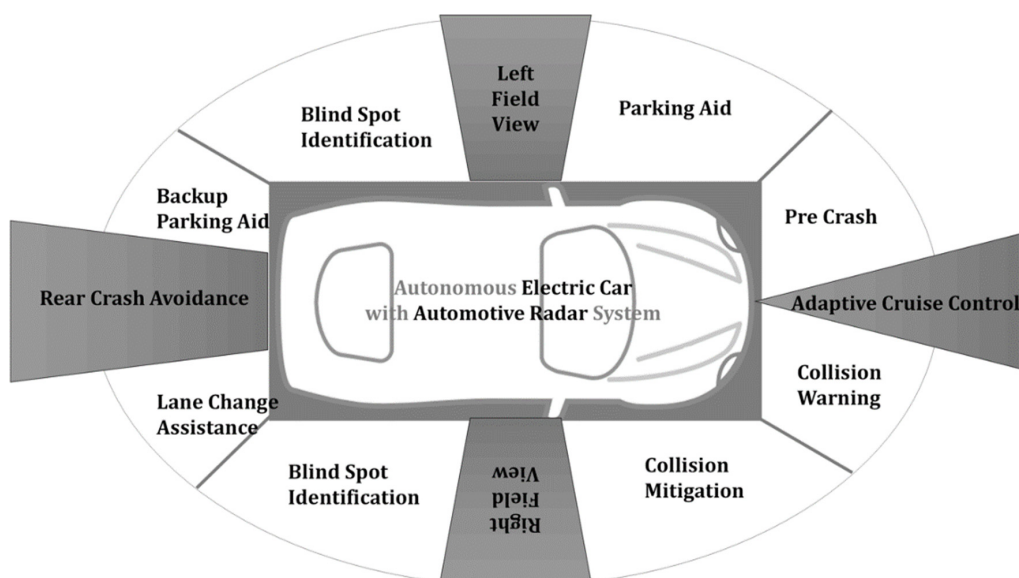 Left
Field
View
Blind Spot
Identification
Parking Aid
Backup
Parking Aid
Pre Crash
Rear Crash Avoidance
Autonomous Electric Car
with Automotive Radar System
Adaptive Cruise Control
Lane Change
Assistance
Collision
Warning
Blind Spot
Identification
Right
Field
View
Collision
Mitigation